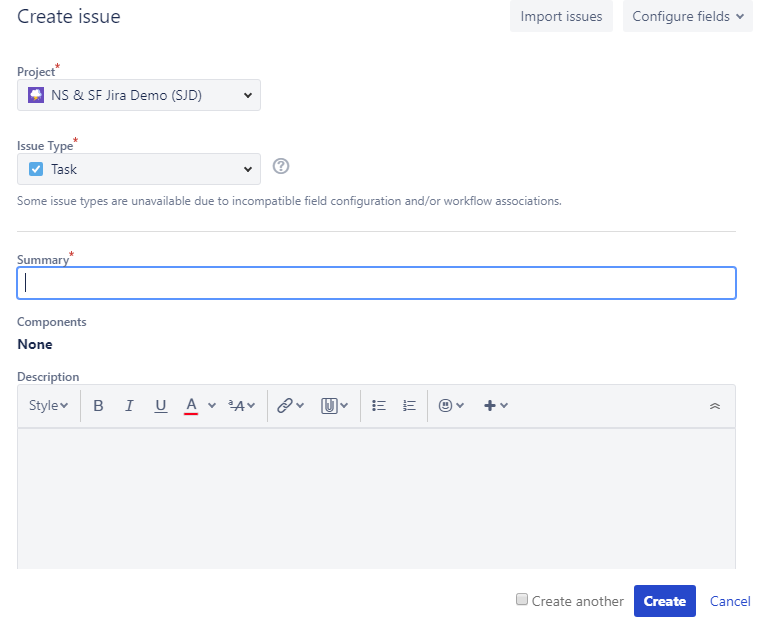 Create issue
Import issues
Configure fields
Project*
NS & SF Jira Demo (SJD)
Issue Type*
Task
Some issue types are unavailable due to incompatible field configuration and/or workflow associations.
Summary*
Components
None
Description
Style B I U A ᵃA
Create another
Create
Cancel